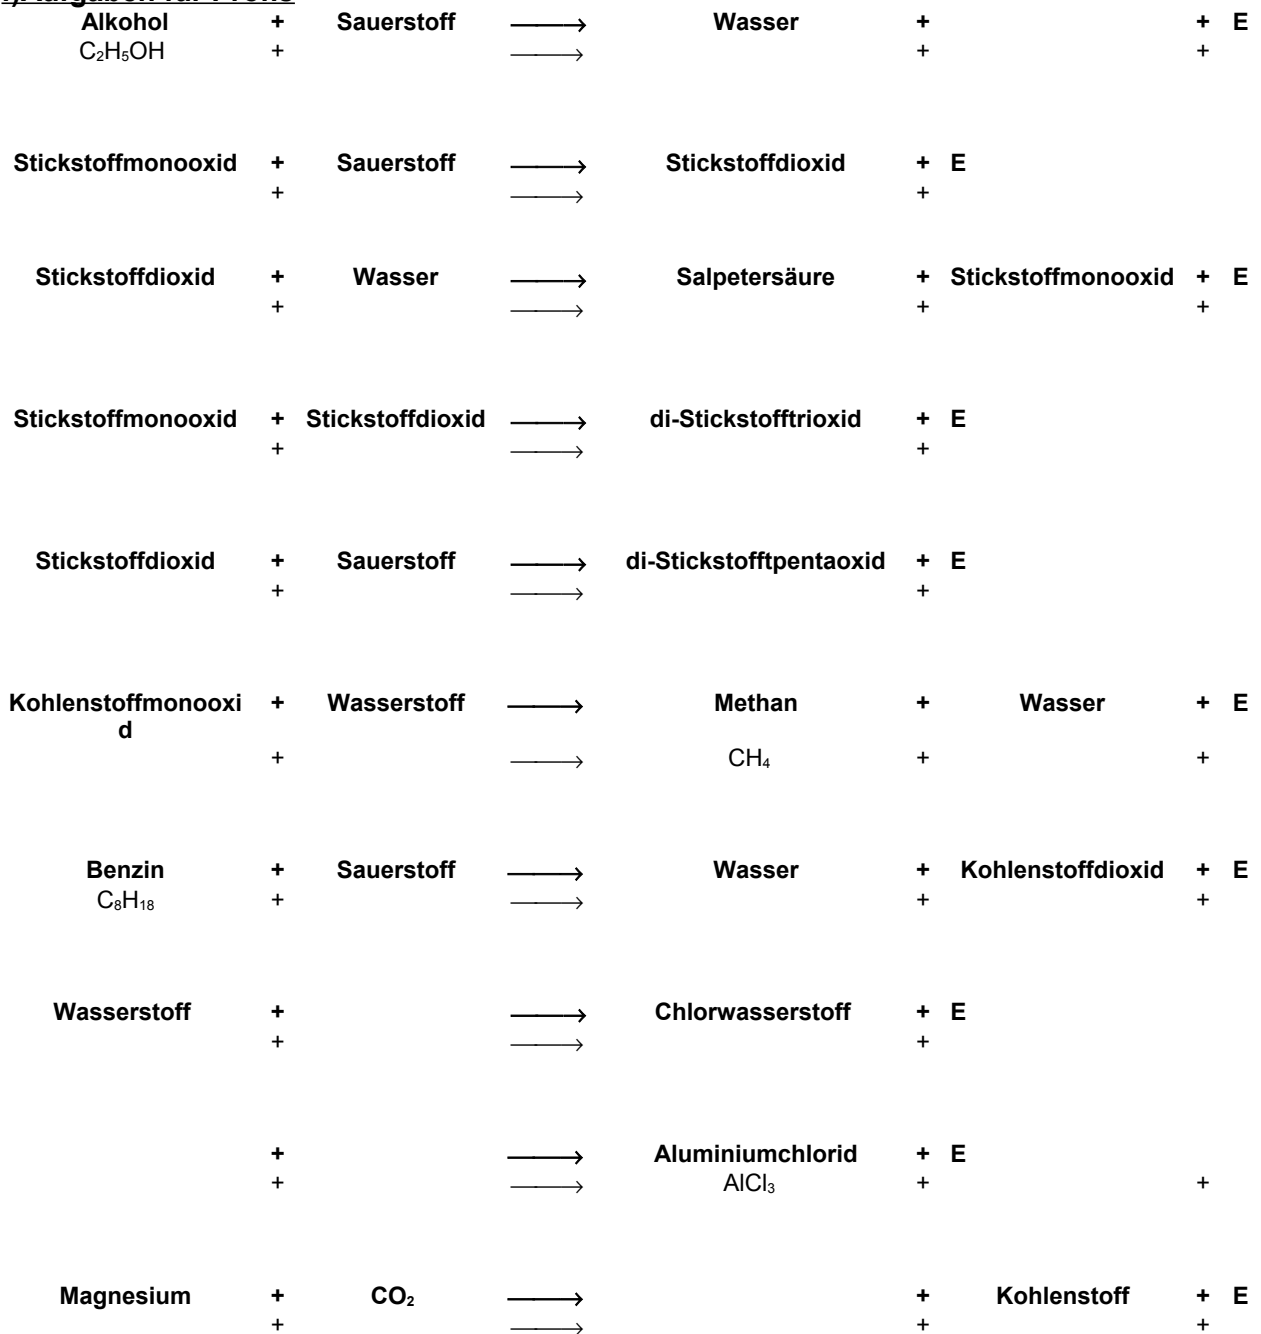 Alkohol + Sauerstoff ⟶ Wasser + + E
C₂H₅OH + ⟶ + +
Stickstoffmonooxid + Sauerstoff ⟶ Stickstoffdioxid + E
+ ⟶ +
Stickstoffdioxid + Wasser ⟶ Salpetersäure + Stickstoffmonooxid + E
+ ⟶ + +
Stickstoffmonooxid + Stickstoffdioxid ⟶ di-Stickstofftrioxid + E
+ ⟶ +
Stickstoffdioxid + Sauerstoff ⟶ di-Stickstofftpentaoxid + E
+ ⟶ +
Kohlenstoffmonooxi + Wasserstoff ⟶ Methan + Wasser + E
d
+ ⟶ CH₄ + +
Benzin + Sauerstoff ⟶ Wasser + Kohlenstoffdioxid + E
C₈H₁₈ + ⟶ + +
Wasserstoff + ⟶ Chlorwasserstoff + E
+ ⟶ +
+ ⟶ Aluminiumchlorid + E
+ ⟶ AlCl₃ + +
Magnesium + CO₂ ⟶ + Kohlenstoff + E
+ ⟶ + +